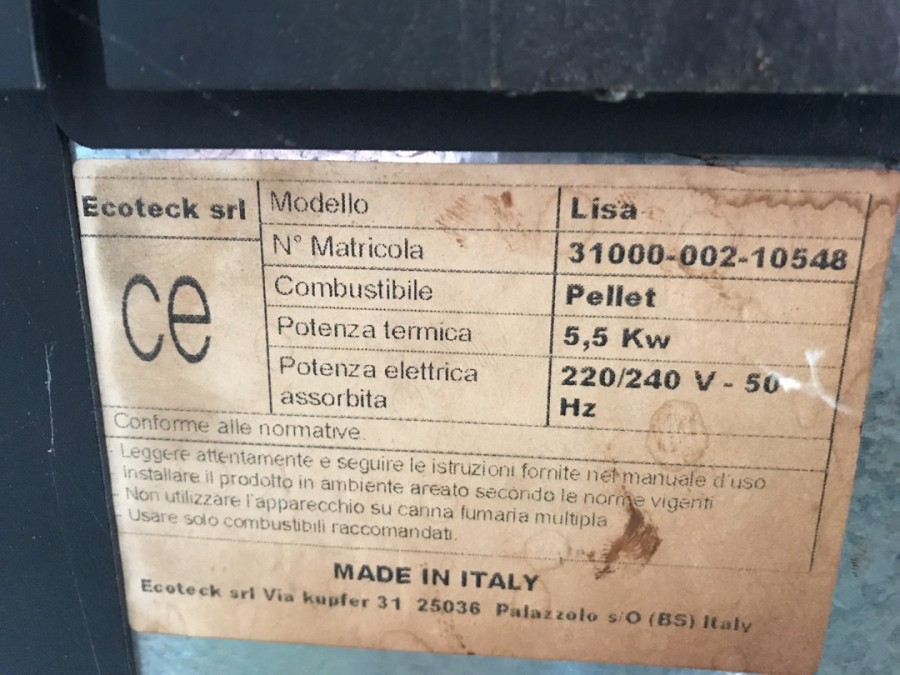 Ecoteck srl
CE
Modello Lisa
N° Matricola 31000-002-10548
Combustibile Pellet
Potenza termica 5,5 Kw
Potenza elettrica 220/240 V - 50
assorbita Hz
Conforme alle normative.
- Leggere attentamente e seguire le istruzioni fornite nel manuale d'uso
- Installare il prodotto in ambiente areato secondo le norme vigenti
- Non utilizzare l'apparecchio su canna fumaria multipla
- Usare solo combustibili raccomandati.
MADE IN ITALY
Ecoteck srl Via kupfer 31 25036 Palazzolo s/O (BS) Italy